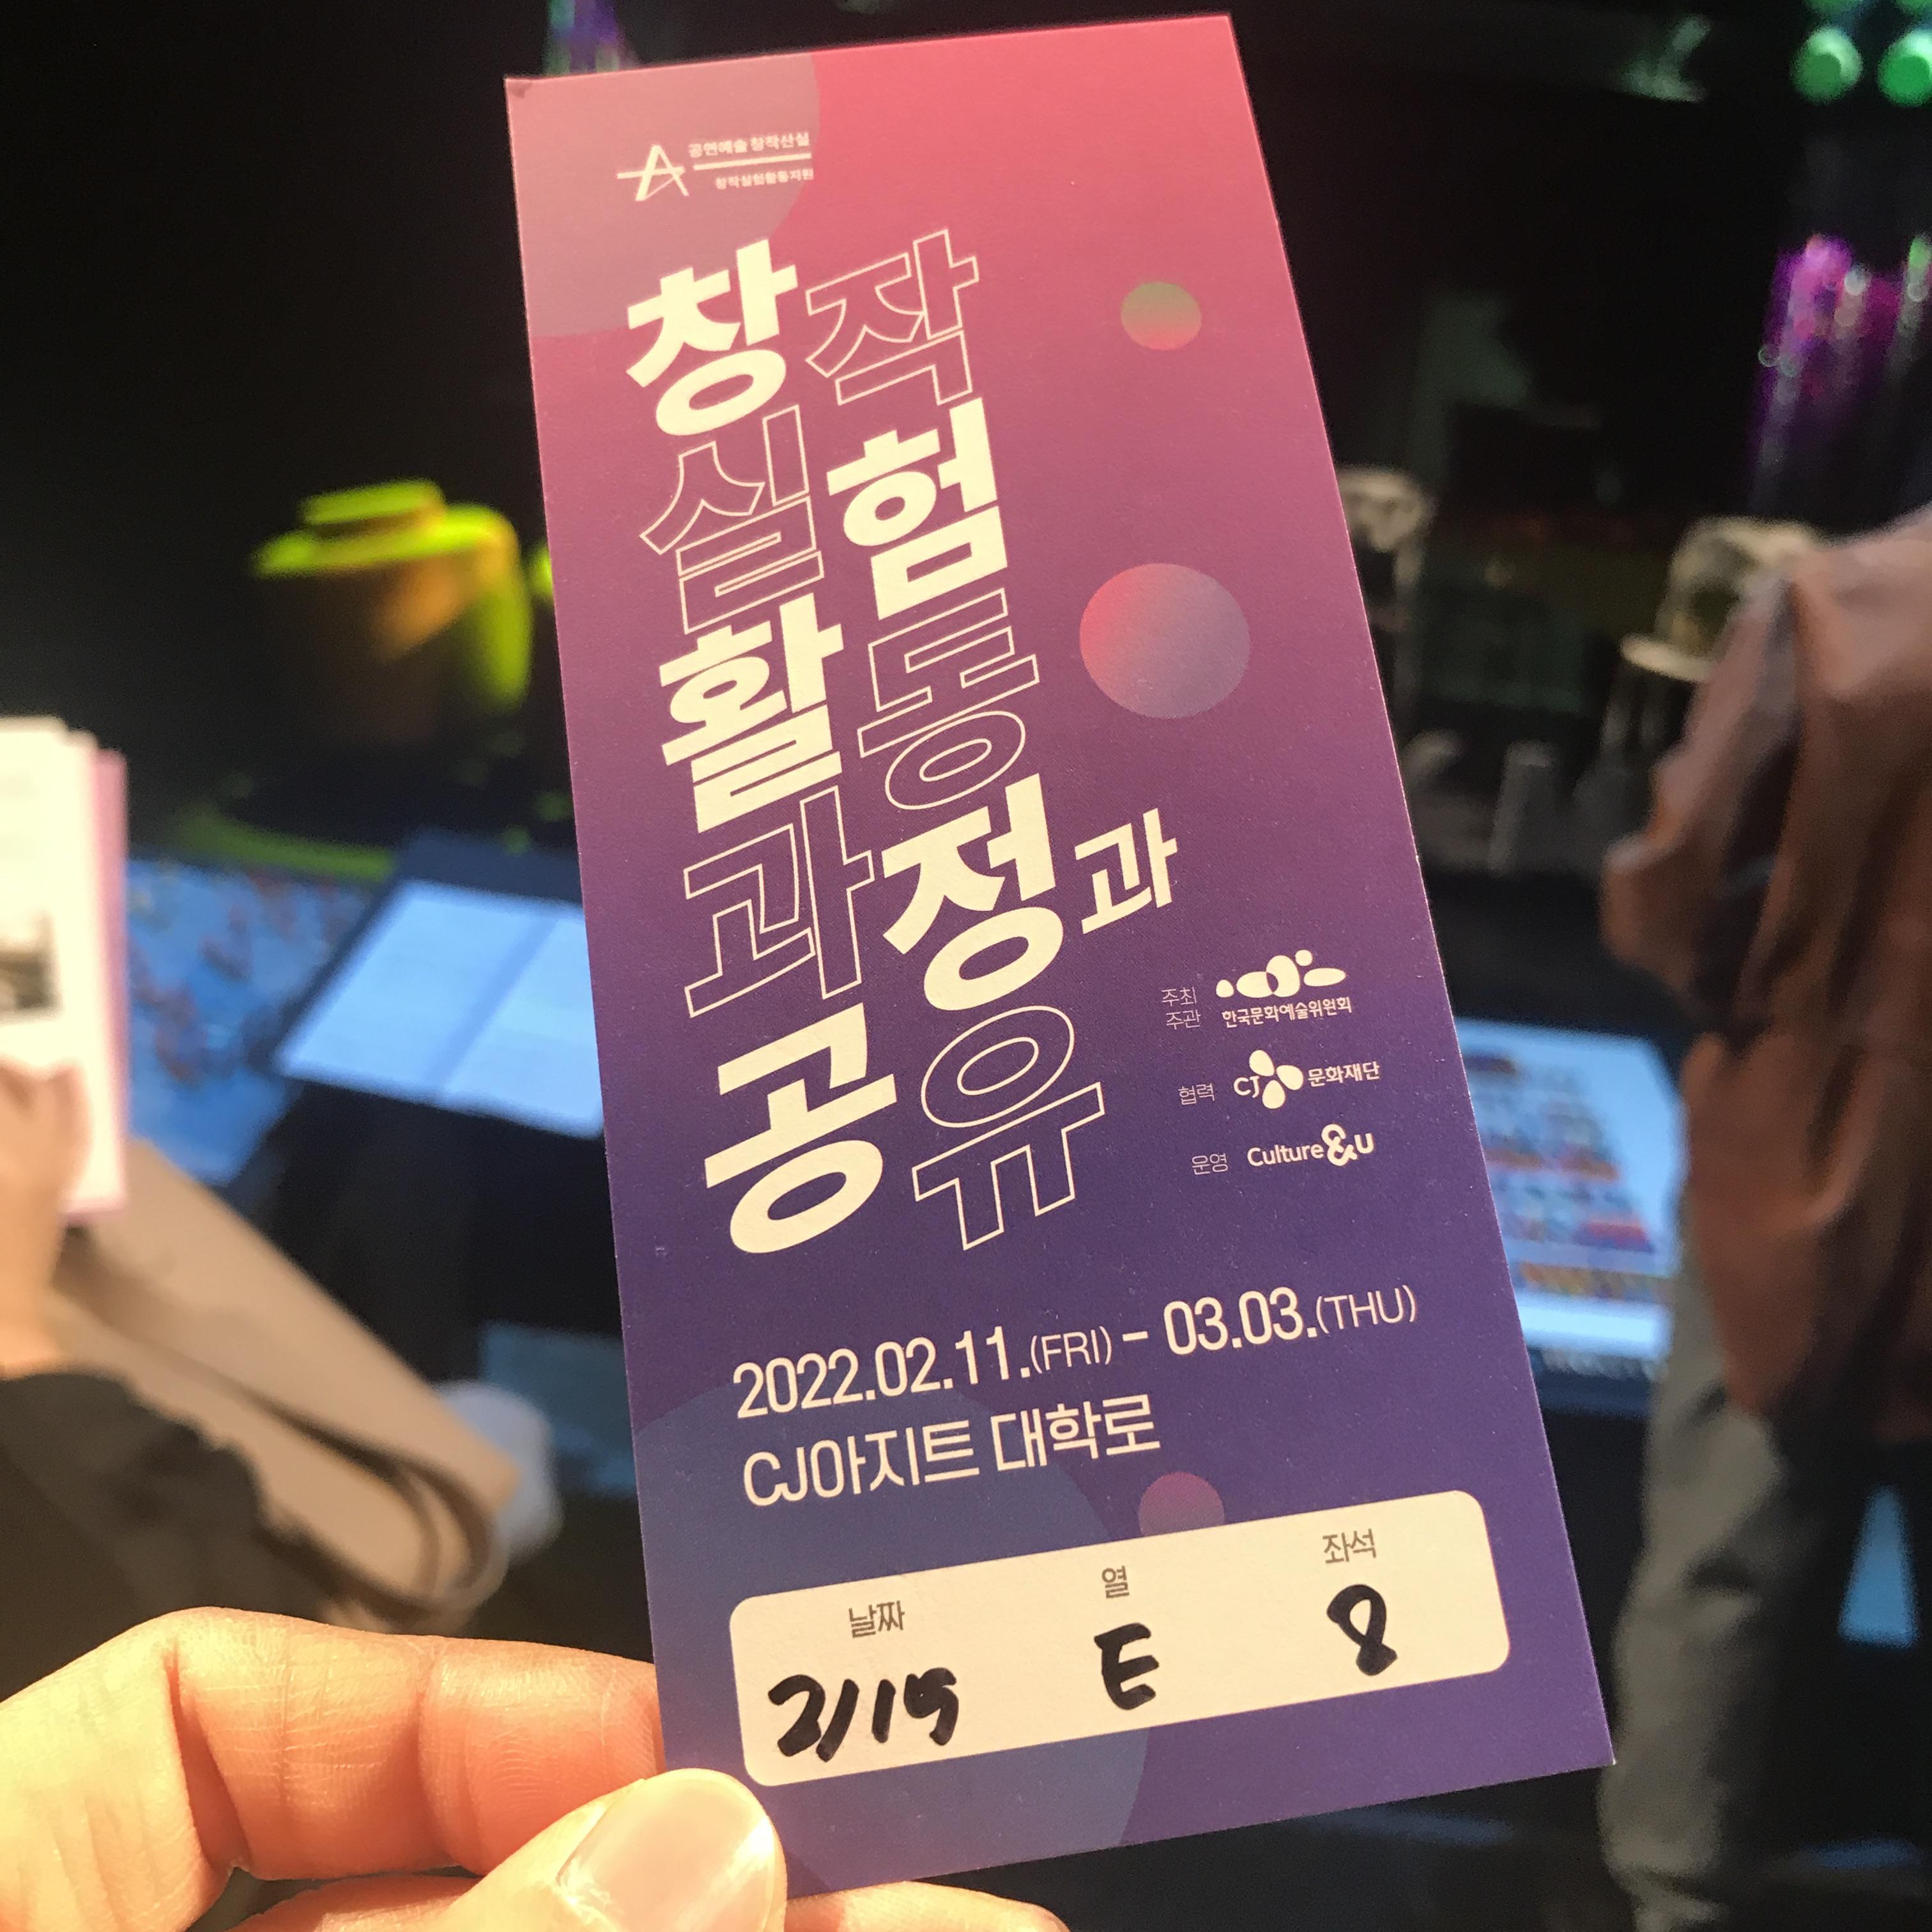 공연예술 창작산실
창작실험활동지원
창작
실험
활동
과정과
공유
주최
주관
한국문화예술위원회
협력 CJ 문화재단
운영 Culture&U
2022.02.11.(FRI) - 03.03.(THU)
CJ아지트 대학로
날짜 열 좌석
2/19 E 8